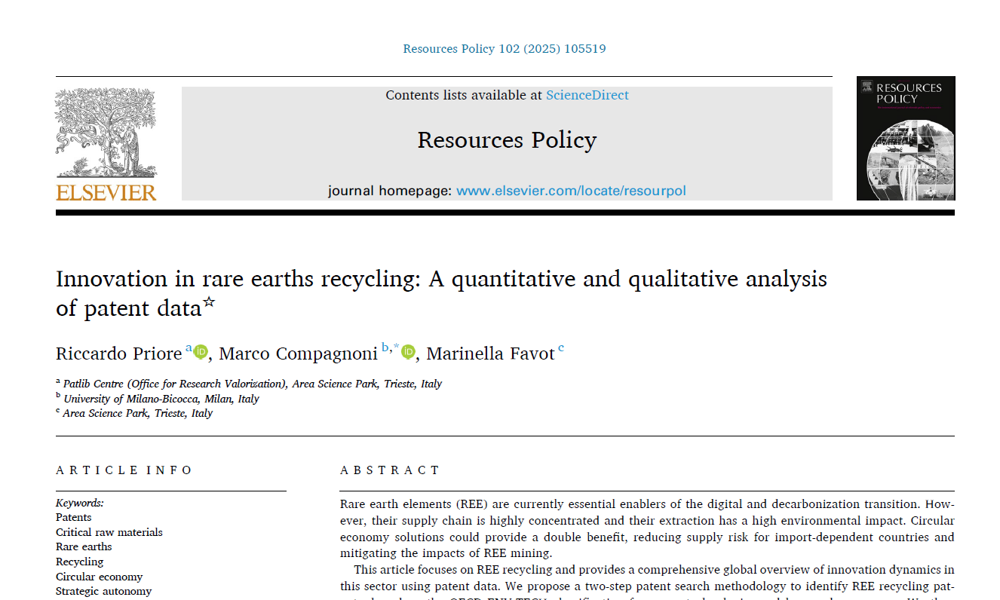 Resources Policy 102 (2025) 105519
Contents lists available at ScienceDirect
Resources Policy
journal homepage: www.elsevier.com/locate/resourpol
ELSEVIER
RESOURCES
POLICY
Innovation in rare earths recycling: A quantitative and qualitative analysis
of patent data☆
Riccardo Priore a iD, Marco Compagnoni b,* iD, Marinella Favot c
a Patlib Centre (Office for Research Valorization), Area Science Park, Trieste, Italy
b University of Milano-Bicocca, Milan, Italy
c Area Science Park, Trieste, Italy
ARTICLE INFO
Keywords:
Patents
Critical raw materials
Rare earths
Recycling
Circular economy
Strategic autonomy
ABSTRACT
Rare earth elements (REE) are currently essential enablers of the digital and decarbonization transition. How-
ever, their supply chain is highly concentrated and their extraction has a high environmental impact. Circular
economy solutions could provide a double benefit, reducing supply risk for import-dependent countries and
mitigating the impacts of REE mining.
This article focuses on REE recycling and provides a comprehensive global overview of innovation dynamics in
this sector using patent data. We propose a two-step patent search methodology to identify REE recycling pat-